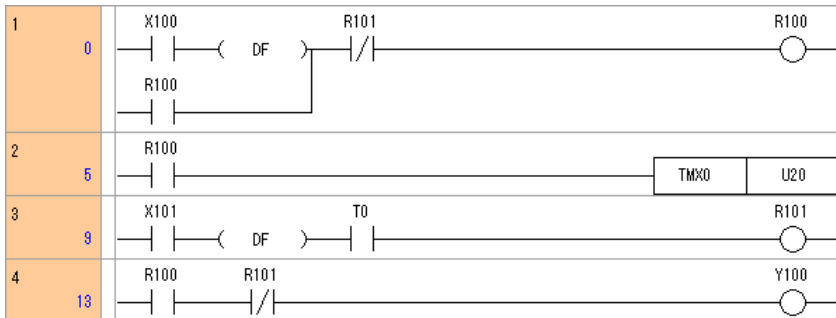 1 X100 R101 R100
0 DF
R100
2 R100
5 TMX0 U20
3 X101 T0 R101
9 DF
4 R100 R101 Y100
13